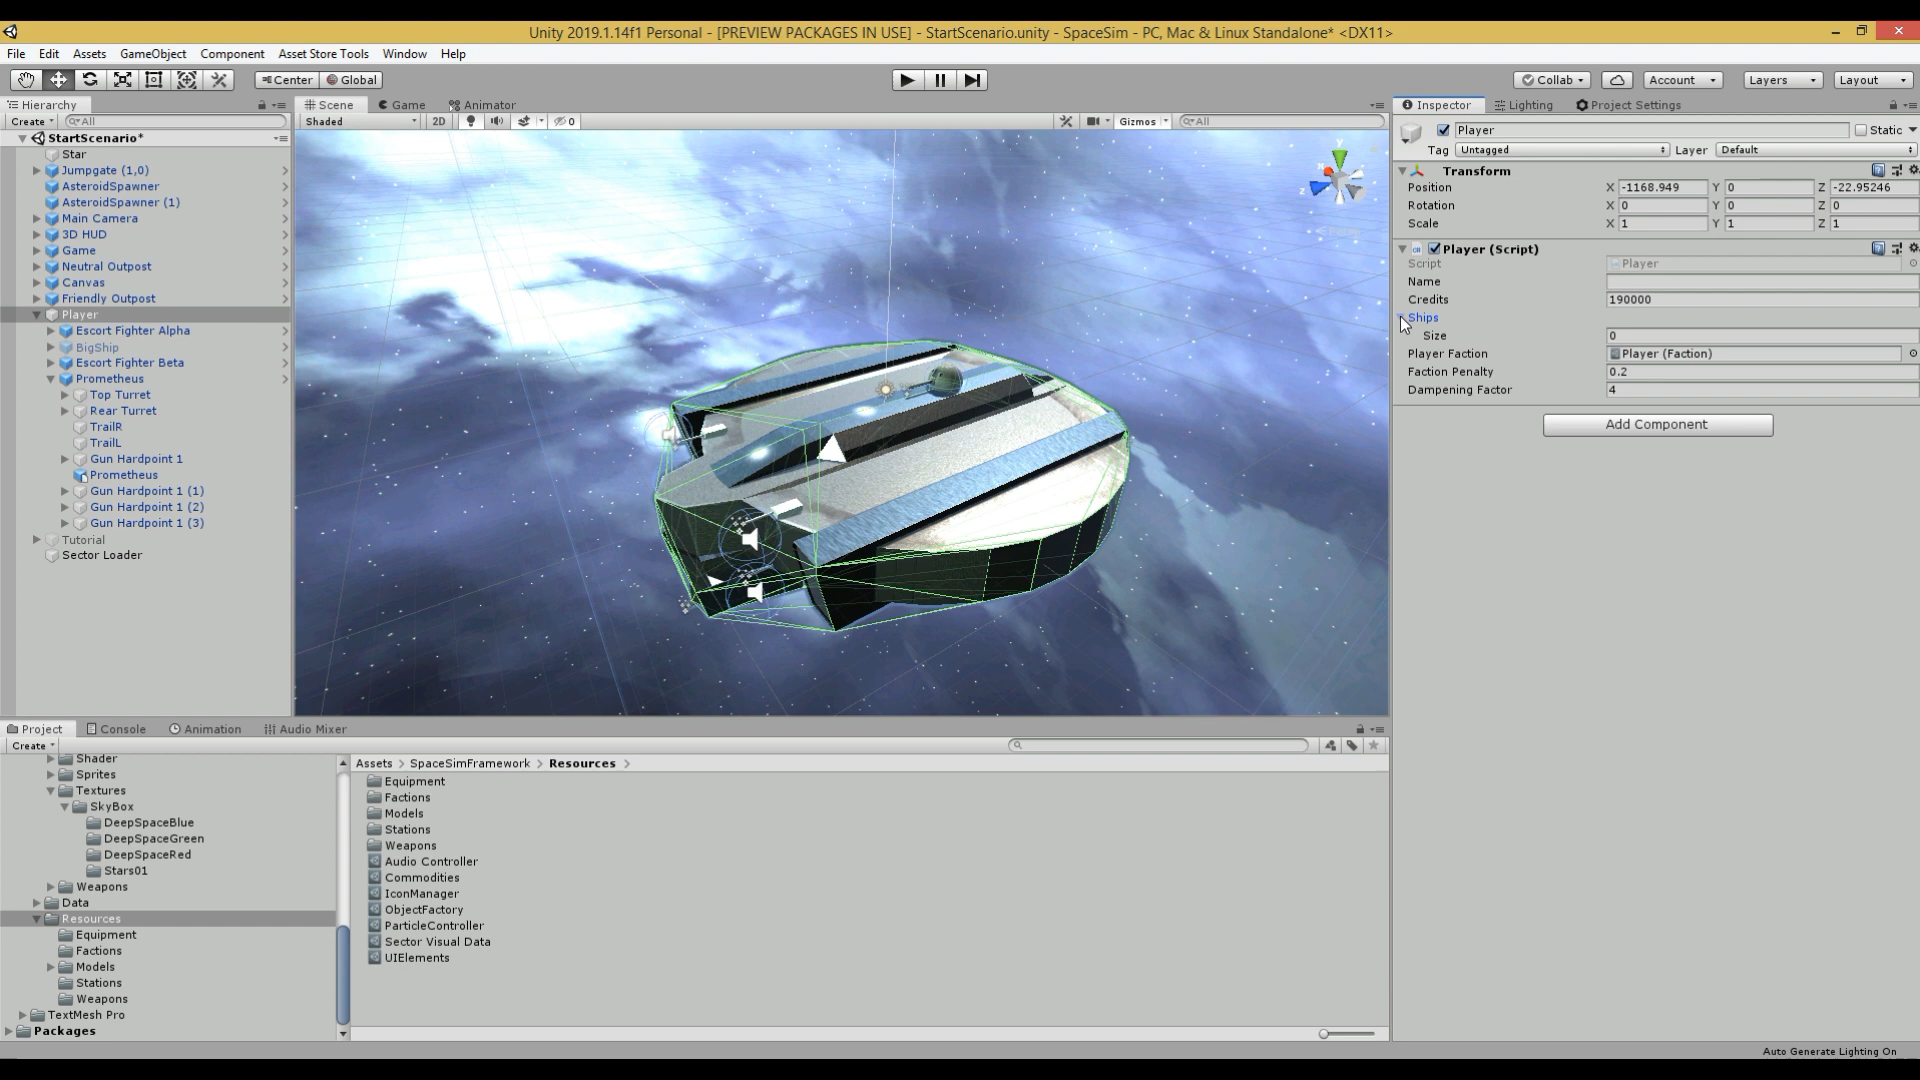 Unity 2019.1.14f1 Personal - [PREVIEW PACKAGES IN USE] - StartScenario.unity - SpaceSim - PC, Mac & Linux Standalone* <DX11>
File Edit Assets GameObject Component Asset Store Tools Window Help
Center Global Collab Account Layers Layout
Hierarchy
Create All
StartScenario*
Star
Jumpgate (1,0)
AsteroidSpawner
AsteroidSpawner (1)
Main Camera
3D HUD
Game
Neutral Outpost
Canvas
Friendly Outpost
Player
Escort Fighter Alpha
BigShip
Escort Fighter Beta
Prometheus
Top Turret
Rear Turret
TrailR
TrailL
Gun Hardpoint 1
Prometheus
Gun Hardpoint 1 (1)
Gun Hardpoint 1 (2)
Gun Hardpoint 1 (3)
Tutorial
Sector Loader
Scene Game Animator
Shaded 2D 0 Gizmos All
y
z
Inspector Lighting Project Settings
Player Static
Tag Untagged Layer Default
Transform
Position X -1168.949 Y 0 Z -22.95246
Rotation X 0 Y 0 Z 0
Scale X 1 Y 1 Z 1
Player (Script)
Script Player
Name
Credits 190000
Ships
Size 0
Player Faction Player (Faction)
Faction Penalty 0.2
Dampening Factor 4
Add Component
Project Console Animation Audio Mixer
Create
Shader
Sprites
Textures
SkyBox
DeepSpaceBlue
DeepSpaceGreen
DeepSpaceRed
Stars01
Weapons
Data
Resources
Equipment
Factions
Models
Stations
Weapons
TextMesh Pro
Packages
Assets > SpaceSimFramework > Resources >
Equipment
Factions
Models
Stations
Weapons
Audio Controller
Commodities
IconManager
ObjectFactory
ParticleController
Sector Visual Data
UIElements
Auto Generate Lighting On